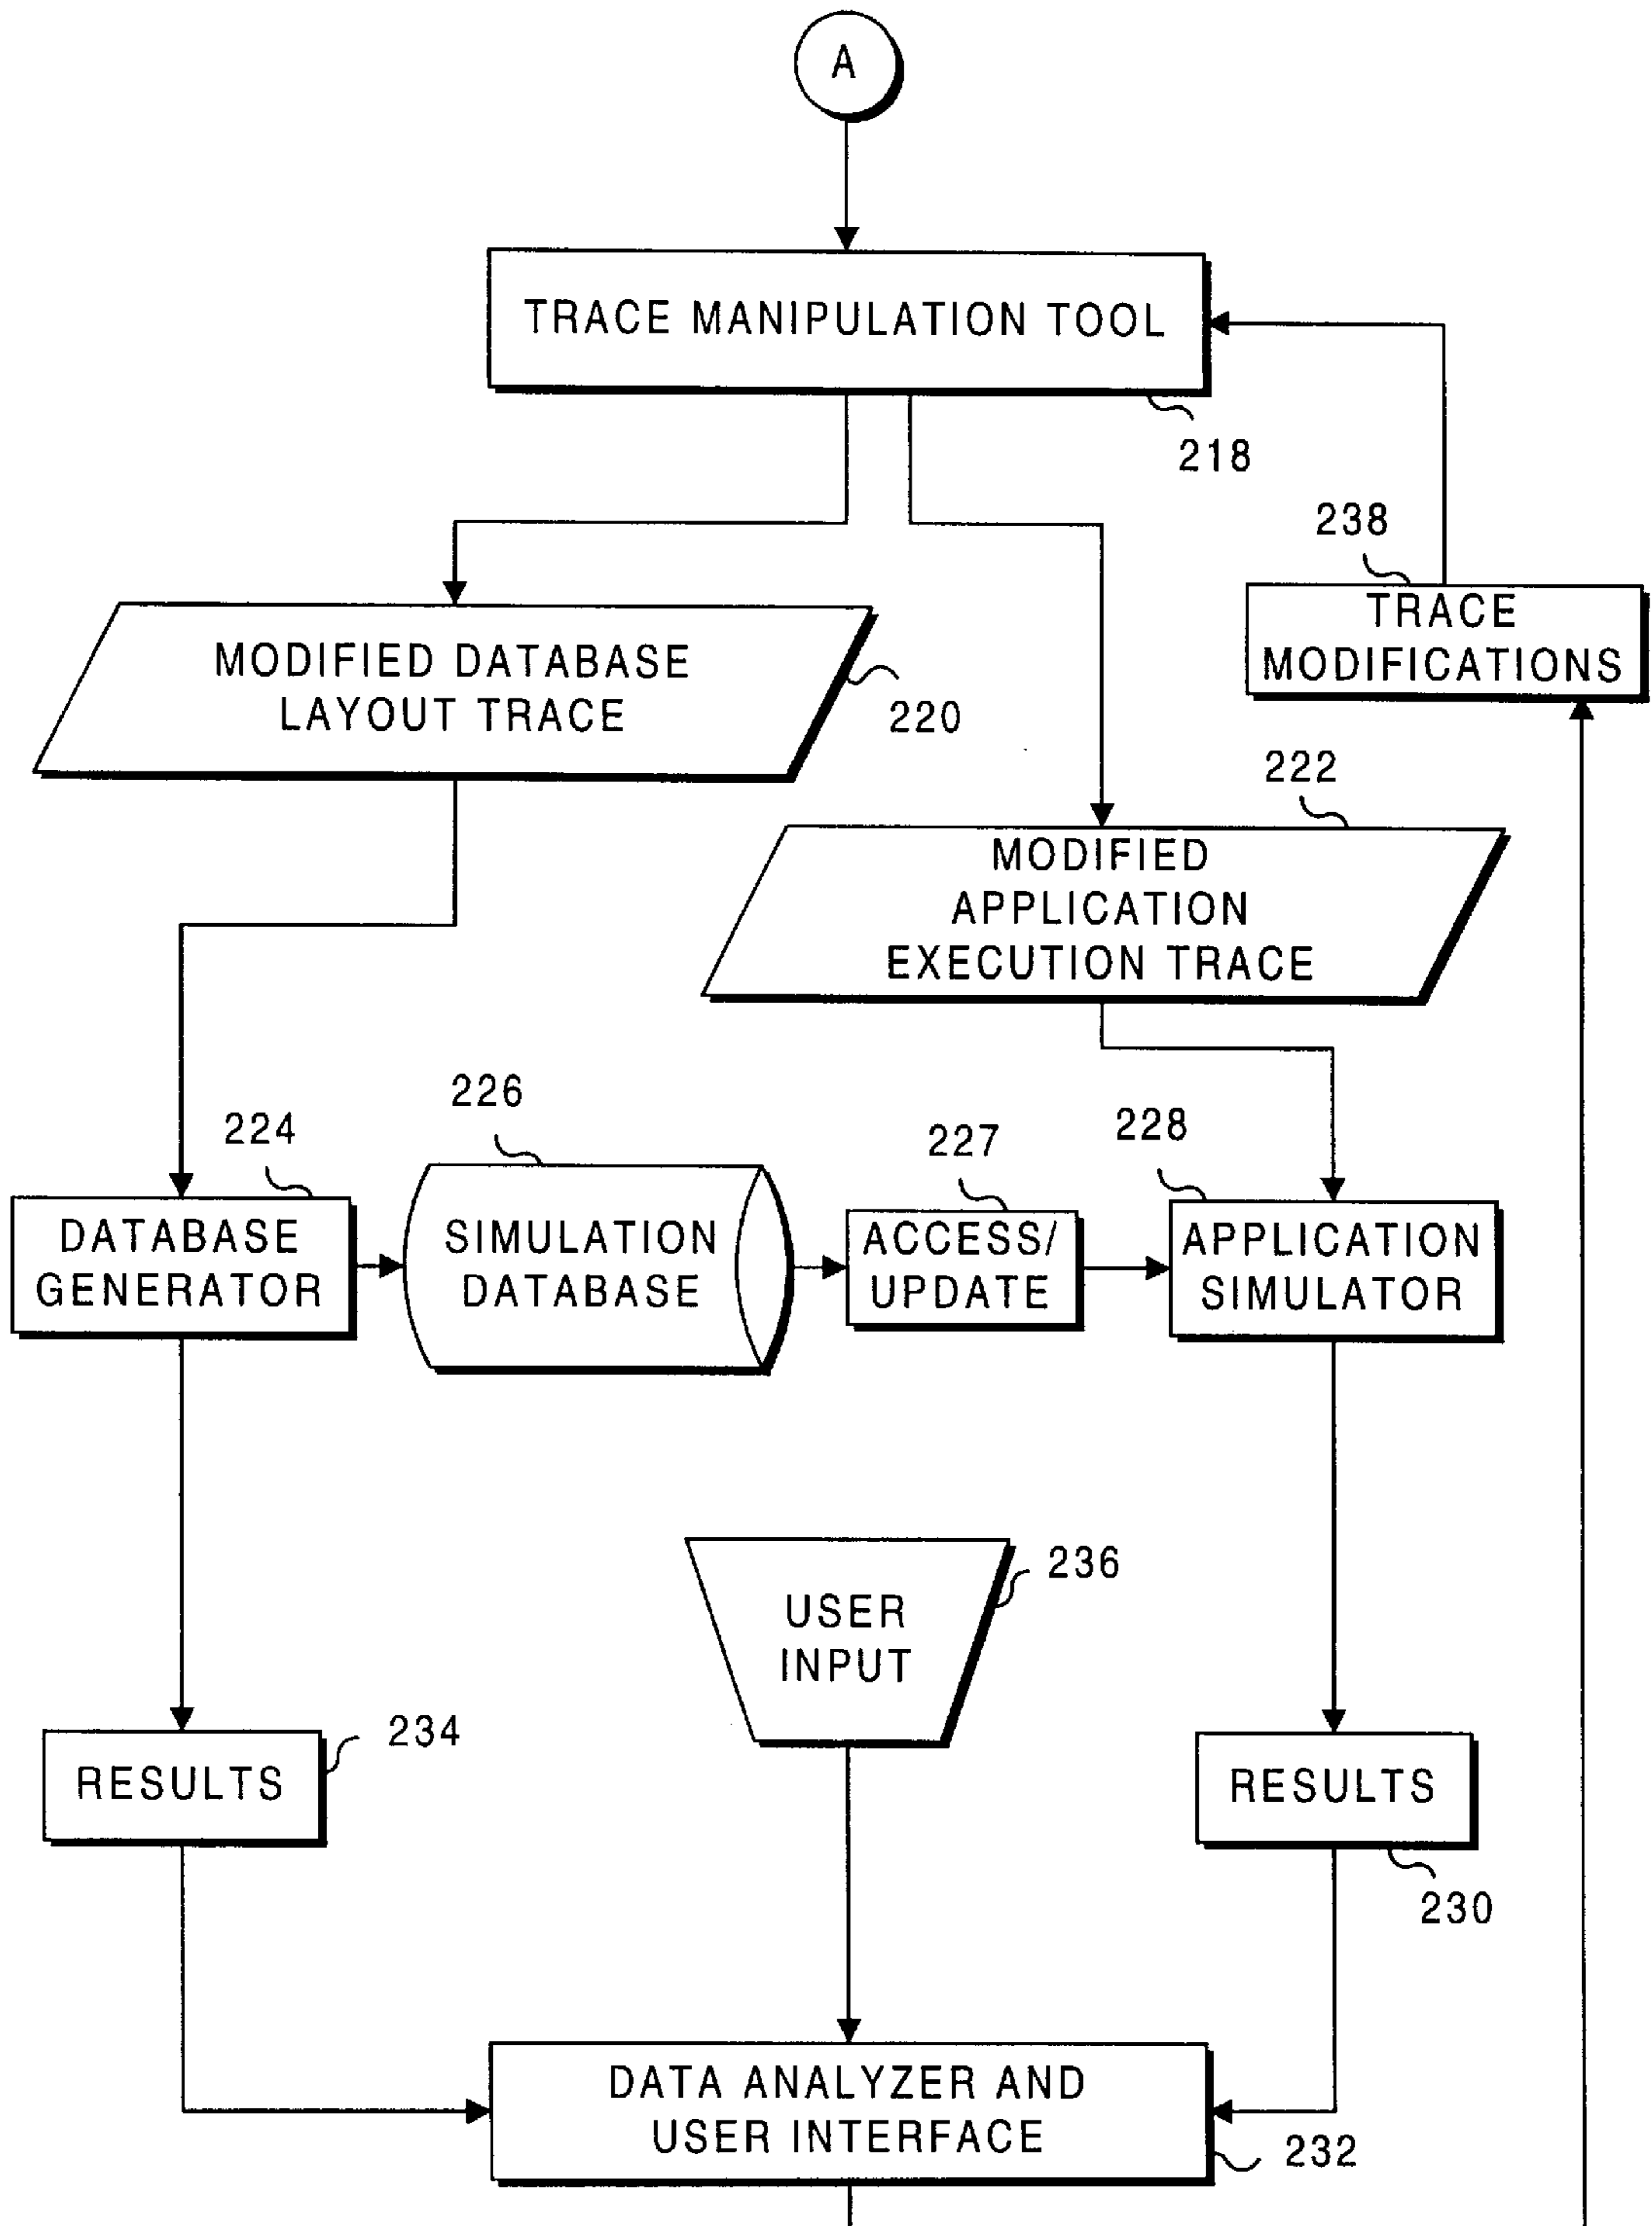 A
TRACE MANIPULATION TOOL
218
238
TRACE
MODIFICATIONS
MODIFIED DATABASE
LAYOUT TRACE
220
222
MODIFIED
APPLICATION
EXECUTION TRACE
224
226
227
228
DATABASE
GENERATOR
SIMULATION
DATABASE
ACCESS/
UPDATE
APPLICATION
SIMULATOR
236
USER
INPUT
234
RESULTS
RESULTS
230
DATA ANALYZER AND
USER INTERFACE
232